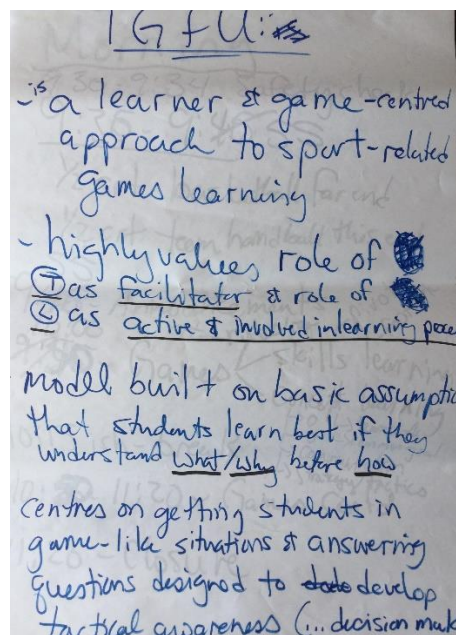 TGfU:
- is a learner & game-centred
approach to sport-related
games learning
- highly values role of
Ⓣ as facilitator & role of
Ⓛ as active & involved in learning proce
model built on basic assumptio
that students learn best if they
understand what/why before how
centres on getting students in
game-like situations & answering
questions designed to develop
tactical awareness (... decision mak